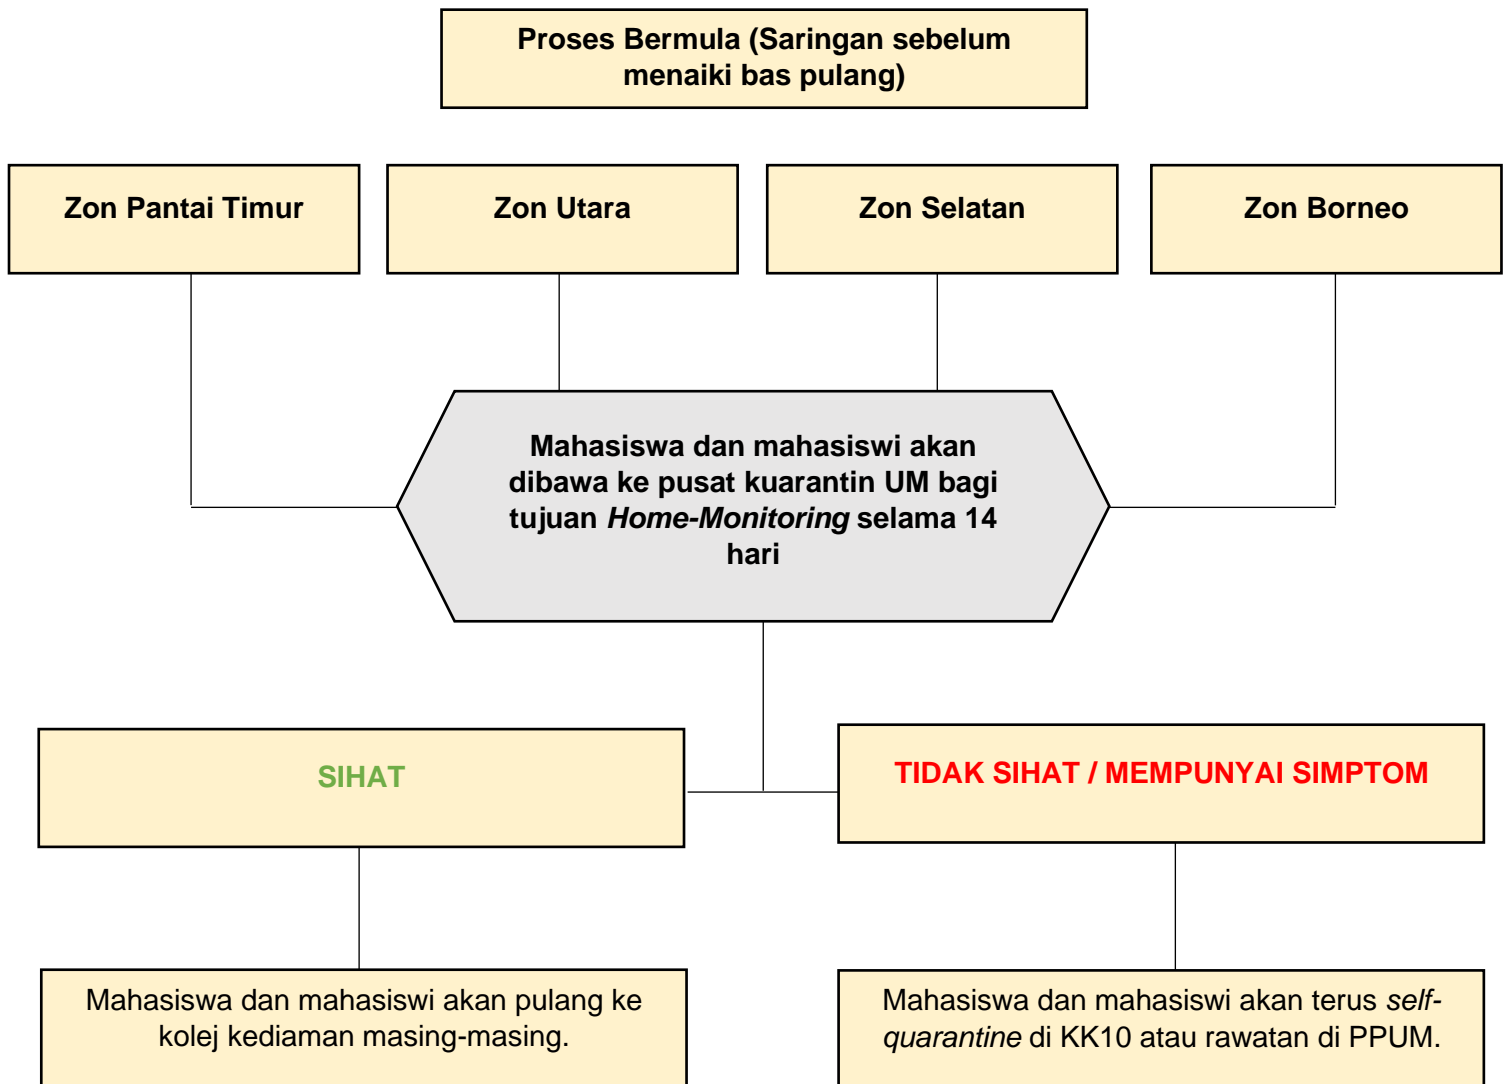 Proses Bermula (Saringan sebelum
menaiki bas pulang)
Zon Pantai Timur
Zon Utara
Zon Selatan
Zon Borneo
Mahasiswa dan mahasiswi akan
dibawa ke pusat kuarantin UM bagi
tujuan Home-Monitoring selama 14
hari
SIHAT
TIDAK SIHAT / MEMPUNYAI SIMPTOM
Mahasiswa dan mahasiswi akan pulang ke
kolej kediaman masing-masing.
Mahasiswa dan mahasiswi akan terus self-
quarantine di KK10 atau rawatan di PPUM.